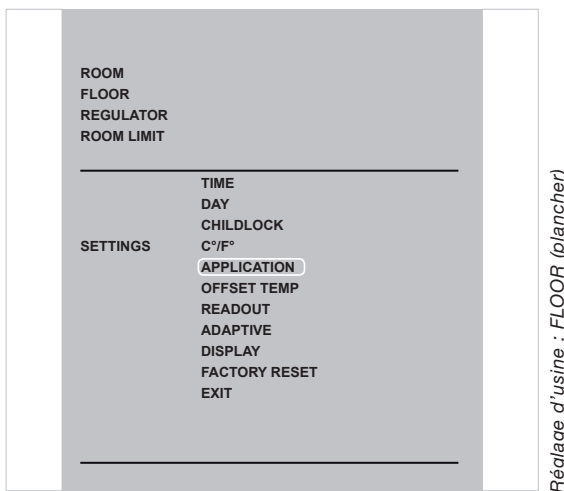 ROOM
FLOOR
REGULATOR
ROOM LIMIT
TIME
DAY
CHILDLOCK
SETTINGS C°/F°
APPLICATION
OFFSET TEMP
READOUT
ADAPTIVE
DISPLAY
FACTORY RESET
EXIT
Réglage d’usine : FLOOR (plancher)